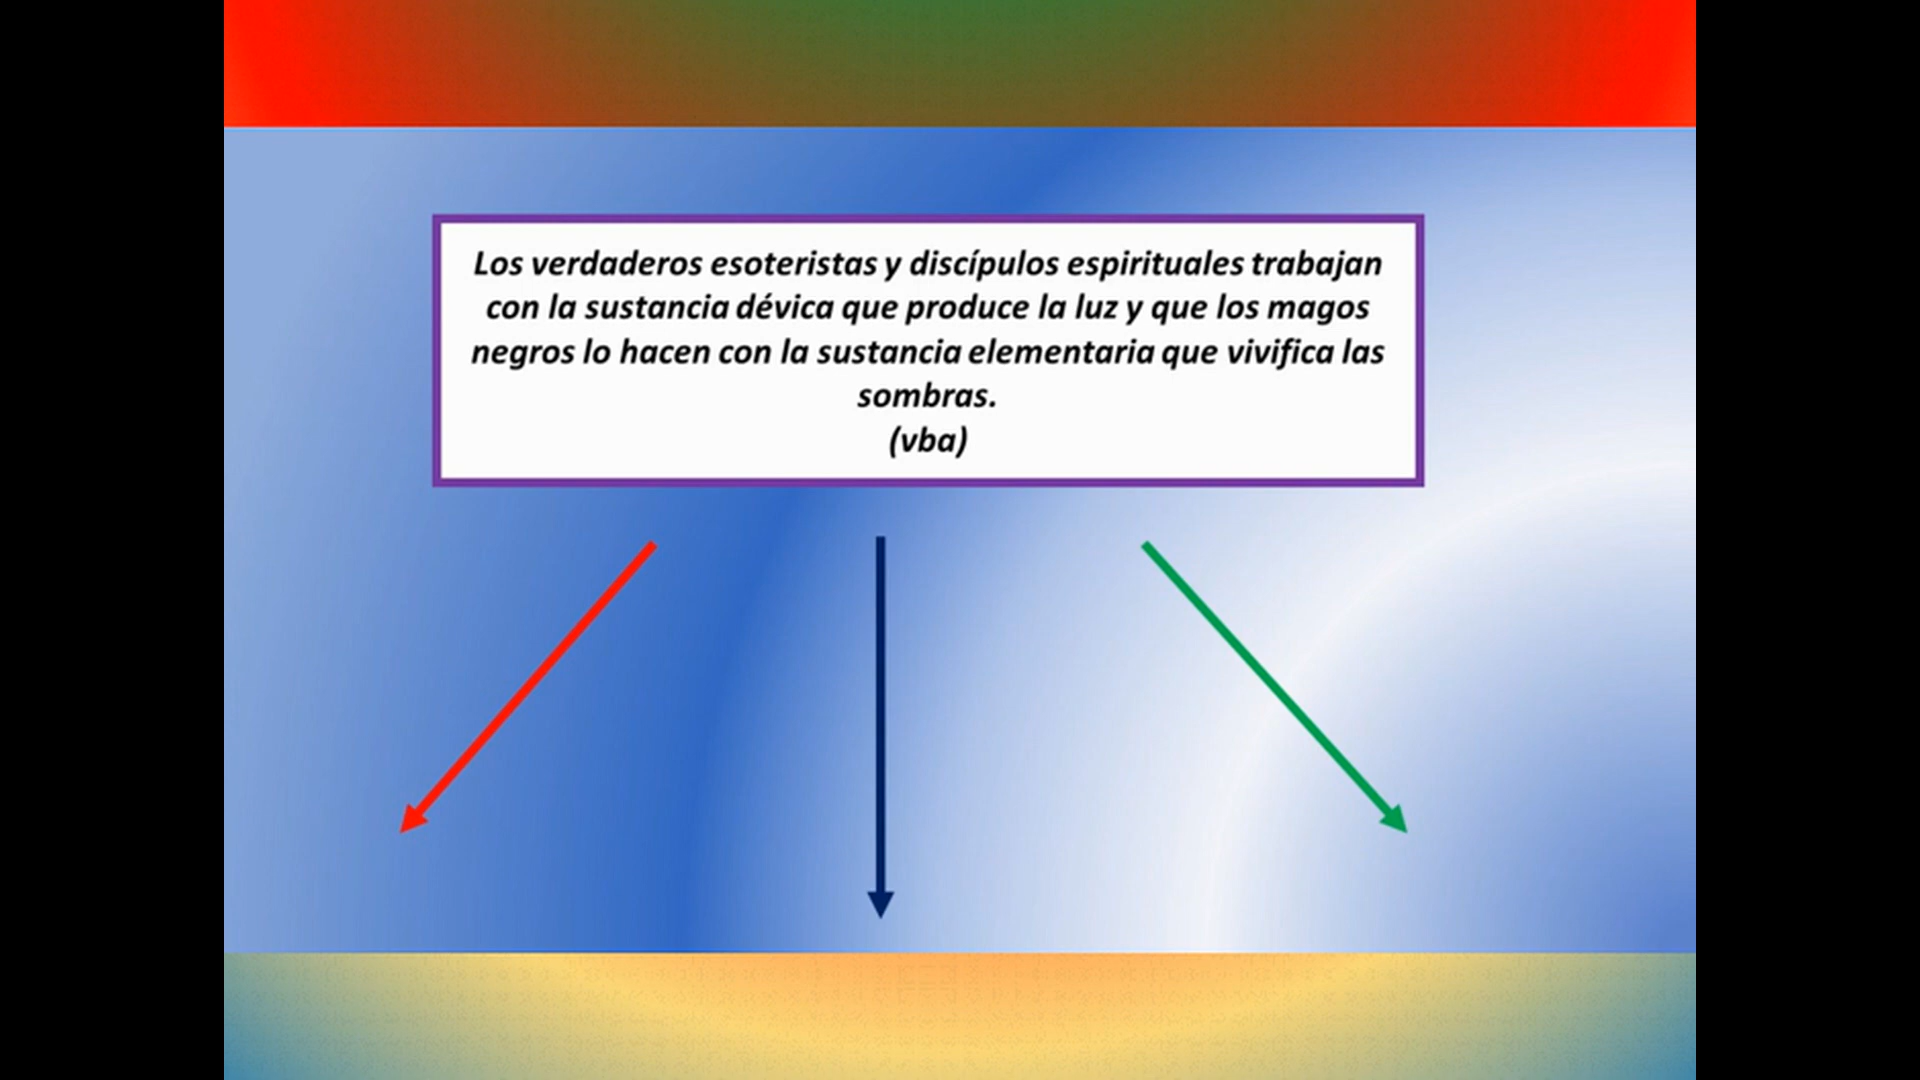 Los verdaderos esoteristas y discípulos espirituales trabajan
con la sustancia dévica que produce la luz y que los magos
negros lo hacen con la sustancia elementaria que vivifica las
sombras.
(vba)